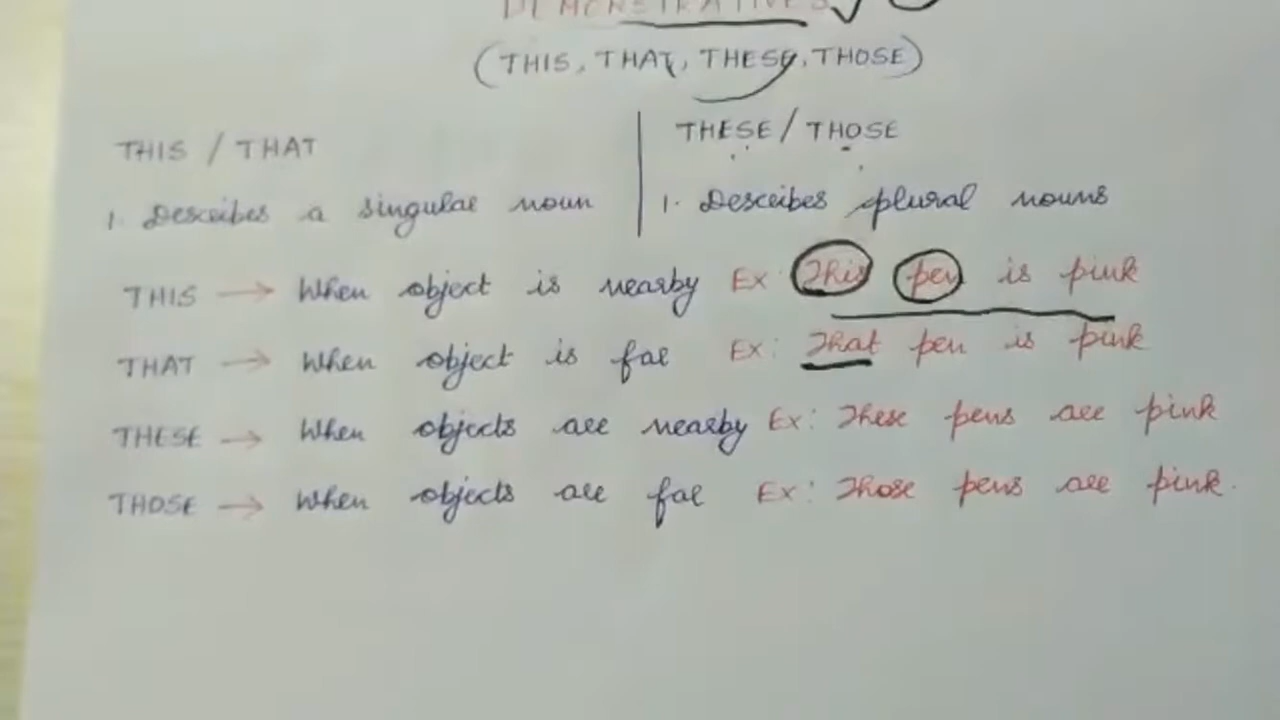 DEMONSTRATIVES
(THIS, THAT, THESE, THOSE)
THIS / THAT
1. Describes a singular noun
THESE / THOSE
1. Describes plural nouns
THIS → When object is nearby Ex: This pen is pink
THAT → When object is far Ex: That pen is pink
THESE → When objects are nearby Ex: These pens are pink
THOSE → When objects are far Ex: Those pens are pink.